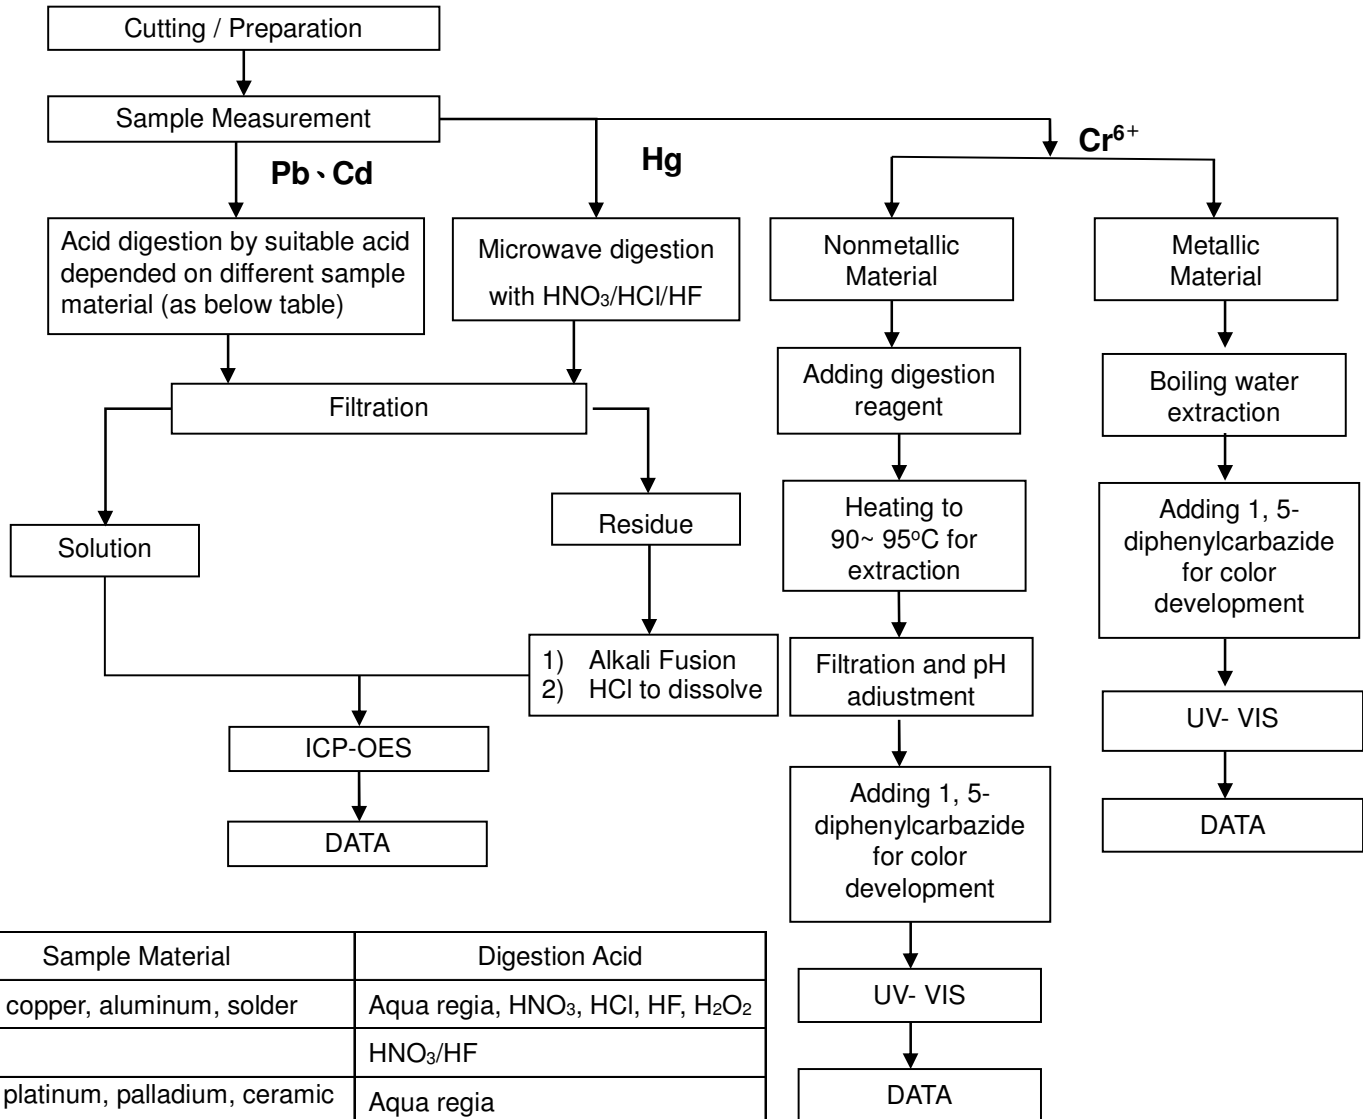 Cutting / Preparation
Sample Measurement
Pb、Cd
Hg
Cr⁶⁺
Acid digestion by suitable acid
depended on different sample
material (as below table)
Microwave digestion
with HNO₃/HCl/HF
Nonmetallic
Material
Metallic
Material
Filtration
Adding digestion
reagent
Boiling water
extraction
Solution
Residue
Heating to
90~ 95ºC for
extraction
Adding 1, 5-
diphenylcarbazide
for color
development
1) Alkali Fusion
2) HCl to dissolve
Filtration and pH
adjustment
UV- VIS
ICP-OES
DATA
DATA
Adding 1, 5-
diphenylcarbazide
for color
development
UV- VIS
DATA
Sample Material
Digestion Acid
copper, aluminum, solder
Aqua regia, HNO₃, HCl, HF, H₂O₂
HNO₃/HF
platinum, palladium, ceramic
Aqua regia